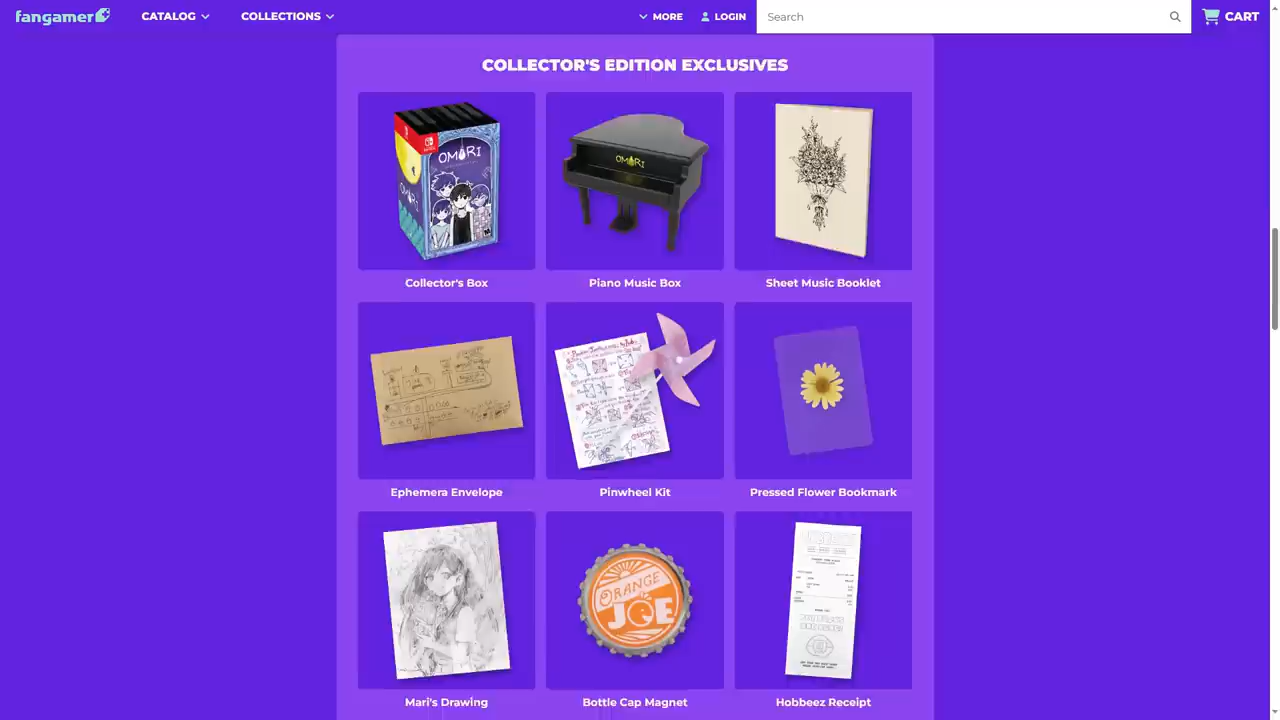 fangamer
CATALOG
COLLECTIONS
MORE
LOGIN
Search
CART
COLLECTOR'S EDITION EXCLUSIVES
OMORI
OMORI
OMORI
Collector's Box
Piano Music Box
Sheet Music Booklet
Ephemera Envelope
Pinwheel Kit
Pressed Flower Bookmark
ORANGE
JOE
Mari's Drawing
Bottle Cap Magnet
Hobbeez Receipt